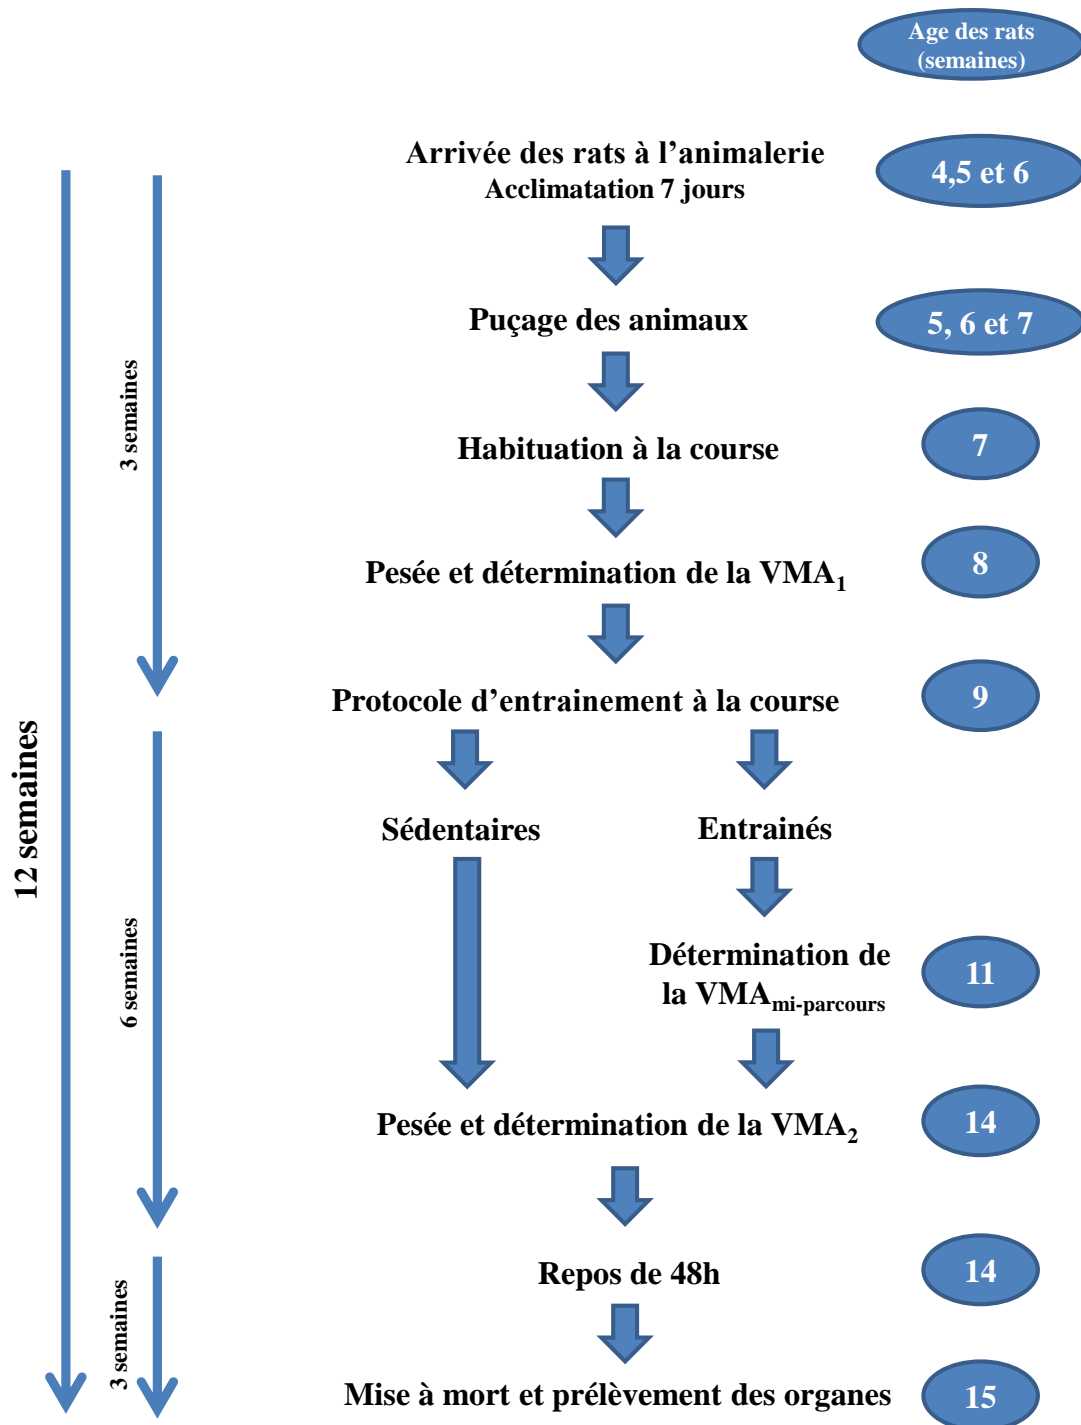 Age des rats
(semaines)
Arrivée des rats à l'animalerie
Acclimatation 7 jours
4,5 et 6
Puçage des animaux
5, 6 et 7
3 semaines
Habituation à la course
7
Pesée et détermination de la VMA1
8
Protocole d'entrainement à la course
9
12 semaines
Sédentaires
Entrainés
6 semaines
Détermination de
la VMAmi-parcours
11
Pesée et détermination de la VMA2
14
Repos de 48h
14
3 semaines
Mise à mort et prélèvement des organes
15